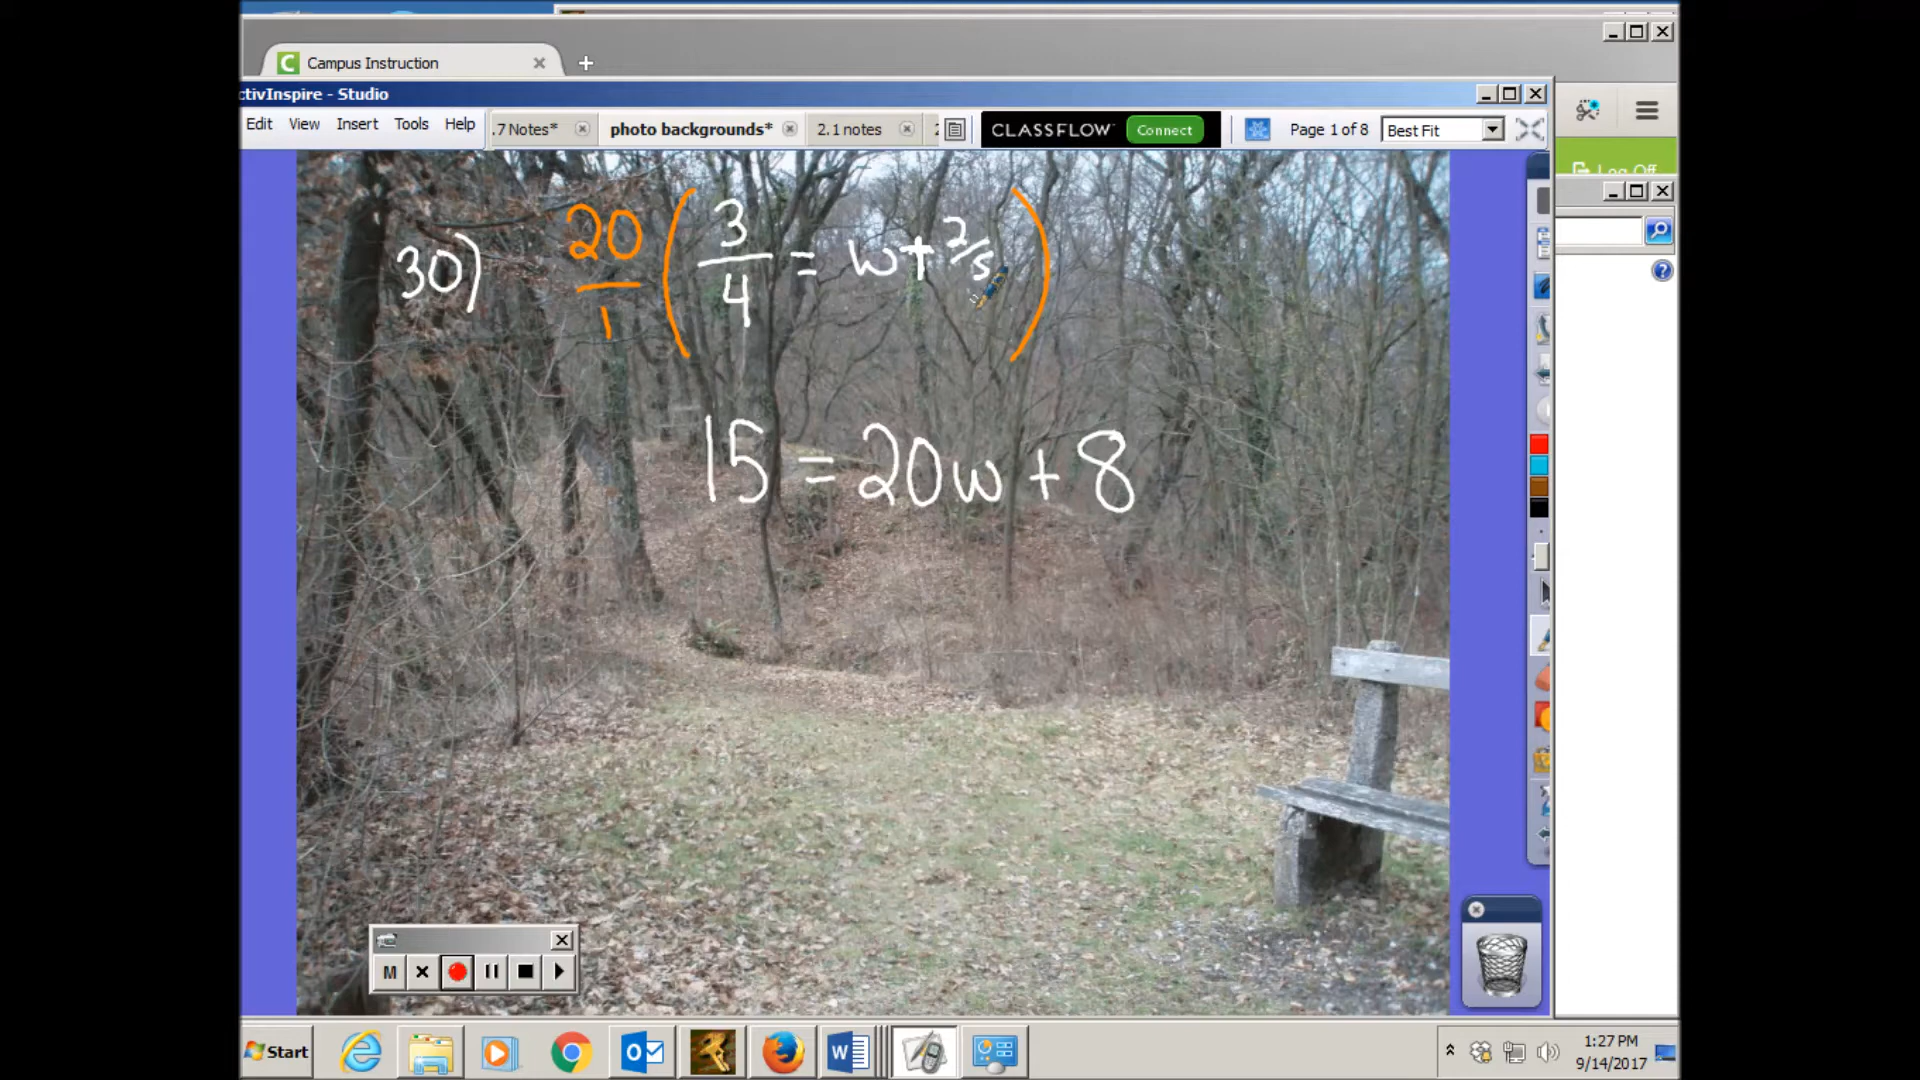 Campus Instruction
ctivInspire - Studio
Edit View Insert Tools Help .7 Notes* photo backgrounds* 2.1 notes CLASSFLOW Connect Page 1 of 8 Best Fit
30) 20/1 ( 3/4 = w + 2/5 )
15 = 20w + 8
M
Start
1:27 PM
9/14/2017